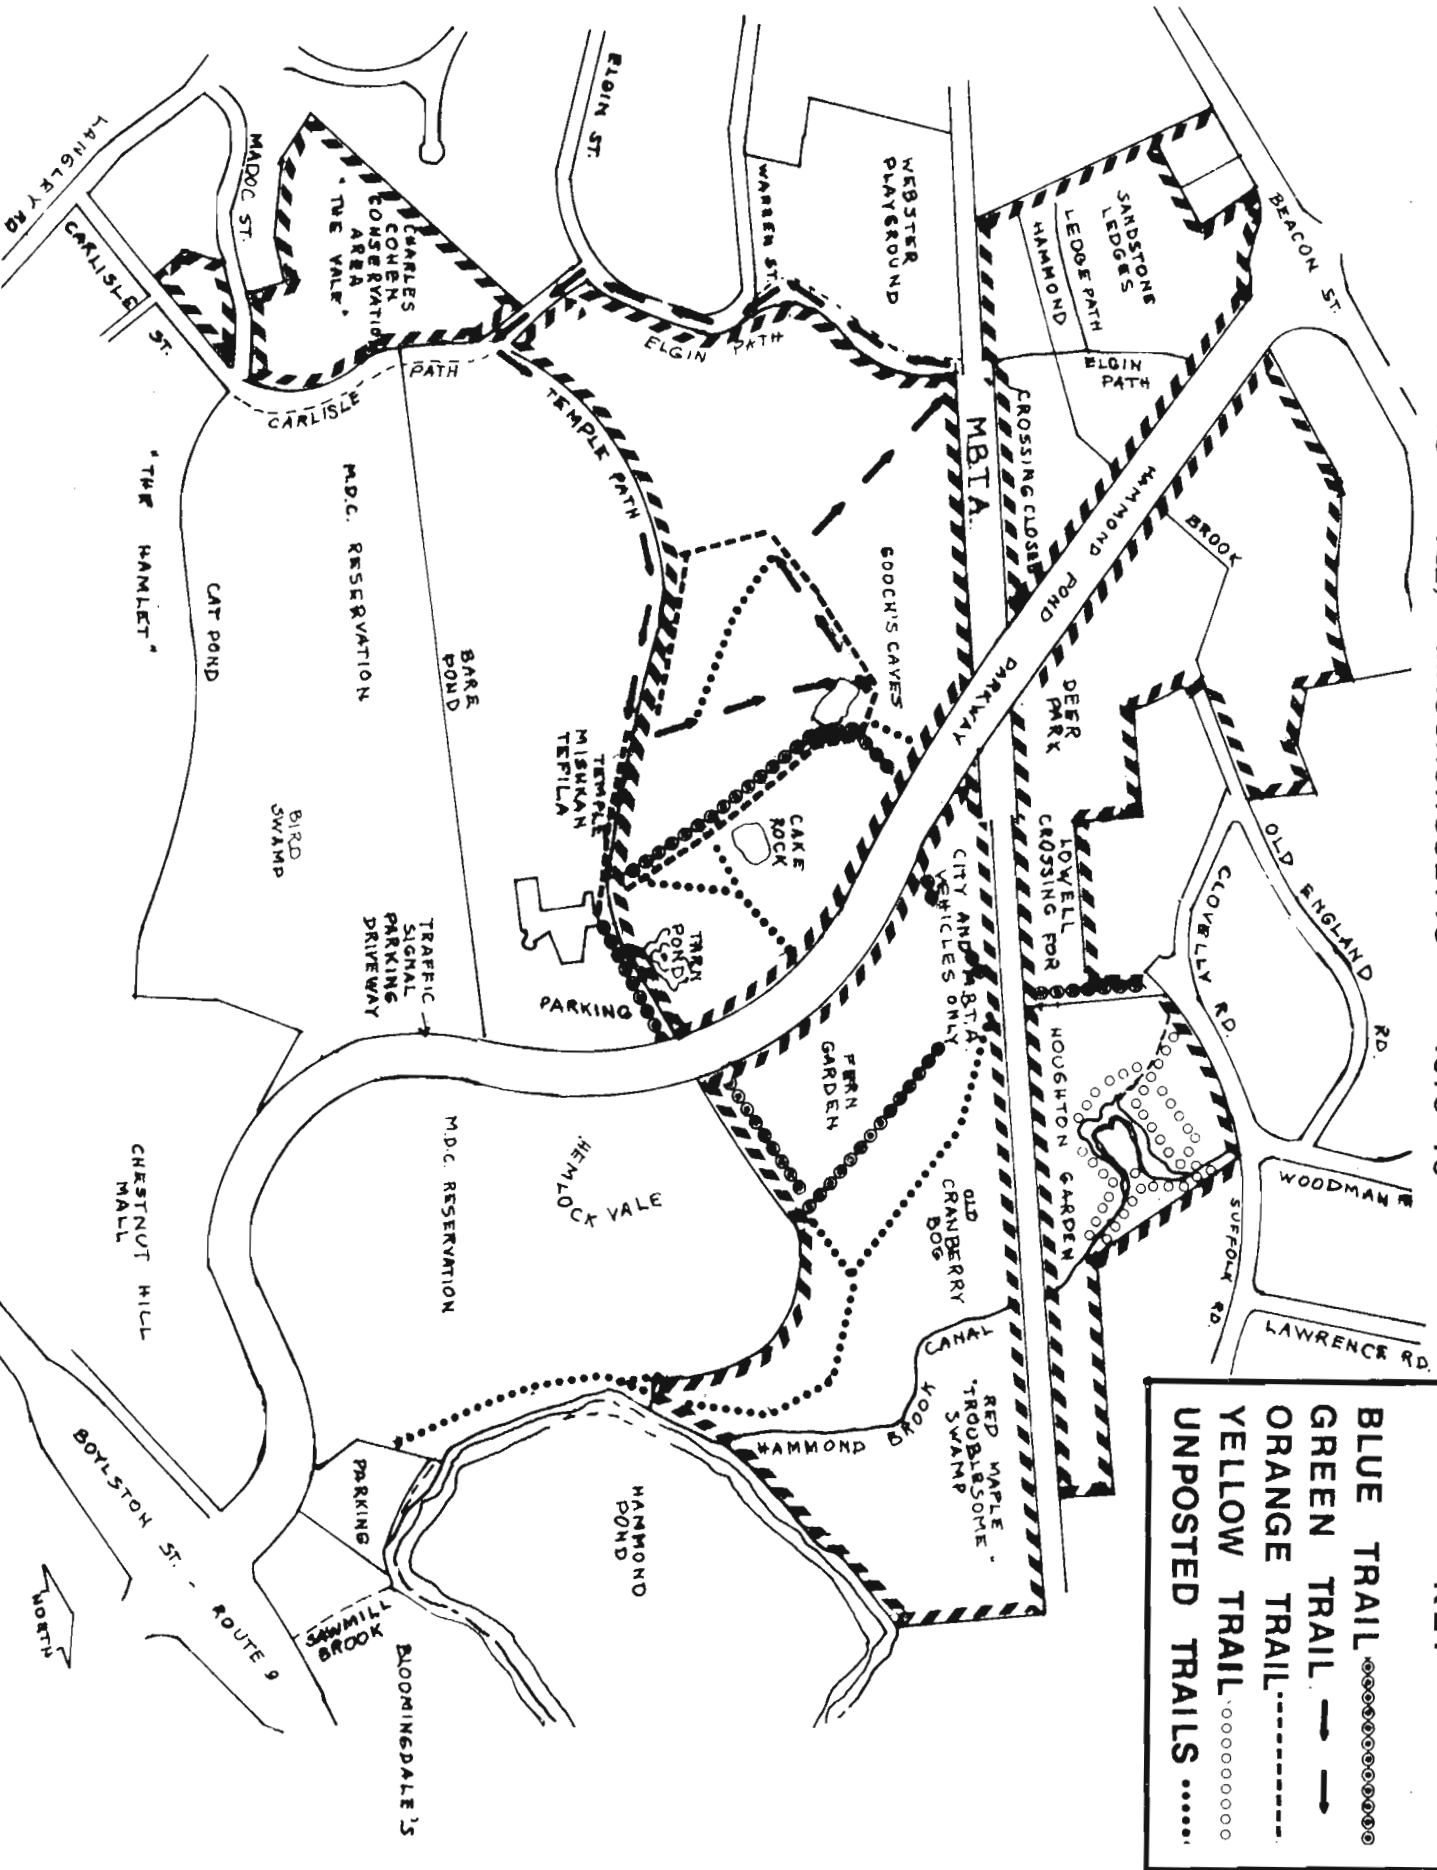 BLUE TRAIL
GREEN TRAIL
ORANGE TRAIL
YELLOW TRAIL
UNPOSTED TRAILS
BEACON ST.
SANDSTONE
LEDGES
LEDGE PATH
HAMMOND
ELGIN
PATH
WEBSTER
PLAYGROUND
WARREN ST.
ELGIN ST.
ELGIN PATH
CHARLES
COHEN
CONSERVATION
AREA
"THE VALE"
MADOC ST.
LANGLEY RD
CARLISLE ST.
CARLISLE
PATH
TEMPLE PATH
M.B.T.A.
CROSSING CLOSED
HAMMOND POND PARKWAY
BROOK
DEER
PARK
GOOCH'S CAVES
CAKE
ROCK
LOWELL
CROSSING FOR
CITY AND M.B.T.A.
VEHICLES ONLY
OLD ENGLAND RD.
CLOVELLY RD.
WOODMAN
SUFFOLK RD.
LAWRENCE RD.
HOUGHTON GARDEN
"THE HAMLET"
CAT POND
M.D.C. RESERVATION
BARE
POND
BIRD
SWAMP
TEMPLE
MISHKAN
TEFILA
TARN
POND
PARKING
TRAFFIC
SIGNAL
PARKING
DRIVEWAY
FERN
GARDEN
OLD
CRANBERRY
BOG
HEMLOCK VALE
M.D.C. RESERVATION
CANAL
HAMMOND BROOK
RED MAPLE
"TROUBLESOME"
SWAMP
CHESTNUT HILL
MALL
HAMMOND
POND
PARKING
BOYLSTON ST. - ROUTE 9
SAWMILL
BROOK
BLOOMINGDALE'S
NORTH